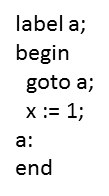 label a;
begin
  goto a;
  x := 1;
a:
end